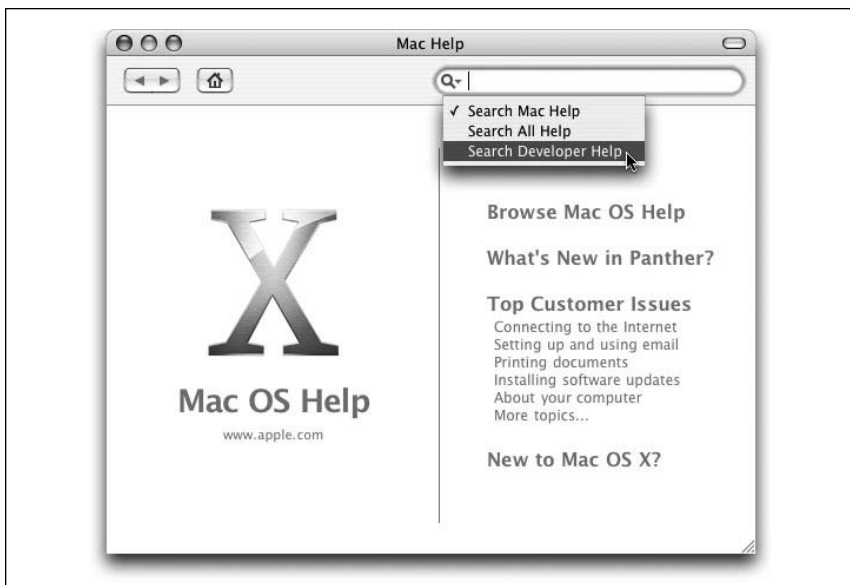 Mac Help
✓ Search Mac Help
Search All Help
Search Developer Help
X
Mac OS Help
www.apple.com
Browse Mac OS Help
What's New in Panther?
Top Customer Issues
Connecting to the Internet
Setting up and using email
Printing documents
Installing software updates
About your computer
More topics...
New to Mac OS X?